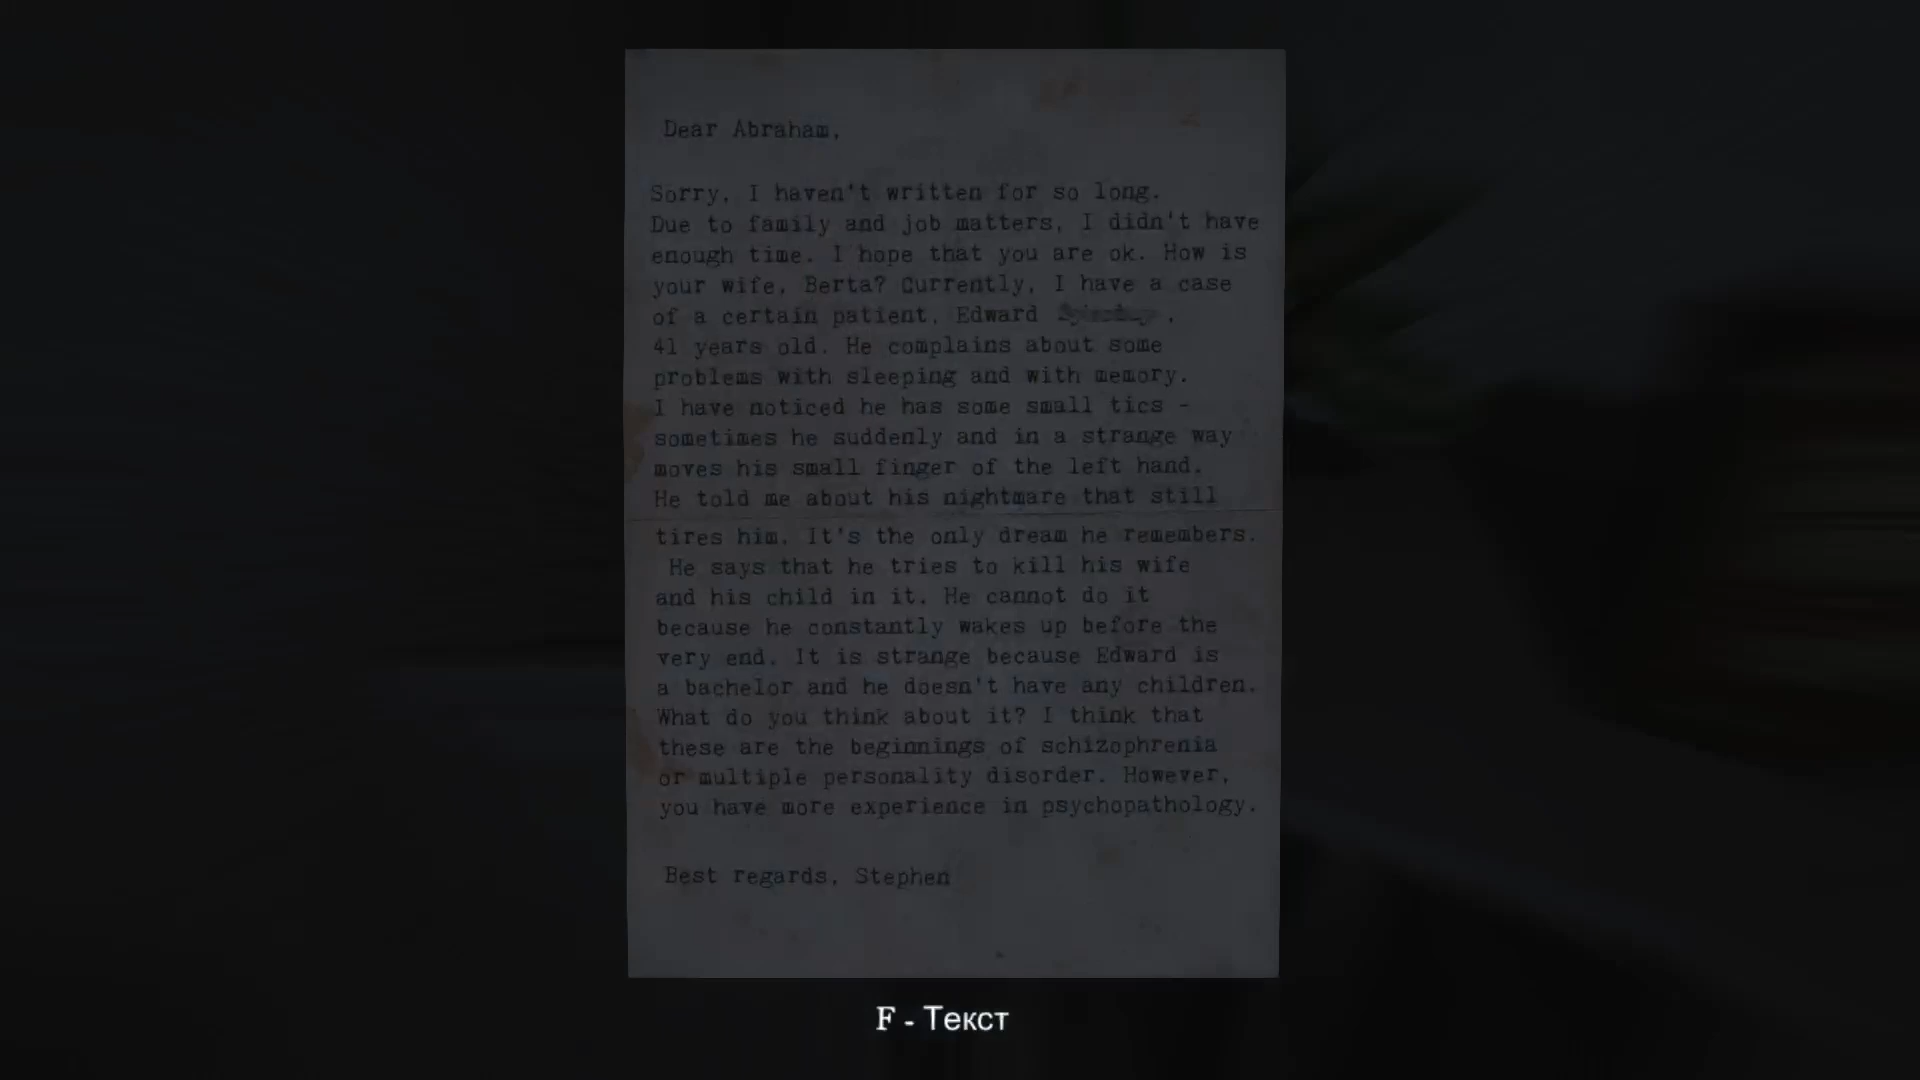 Dear Abraham,
Sorry, I haven't written for so long.
Due to family and job matters, I didn't have
enough time. I hope that you are ok. How is
your wife, Berta? Currently, I have a case
of a certain patient, Edward .
41 years old. He complains about some
problems with sleeping and with memory.
I have noticed he has some small tics -
sometimes he suddenly and in a strange way
moves his small finger of the left hand.
He told me about his nightmare that still
tires him. It's the only dream he remembers.
He says that he tries to kill his wife
and his child in it. He cannot do it
because he constantly wakes up before the
very end. It is strange because Edward is
a bachelor and he doesn't have any children.
What do you think about it? I think that
these are the beginnings of schizophrenia
or multiple personality disorder. However,
you have more experience in psychopathology.
Best regards, Stephen
F - Текст